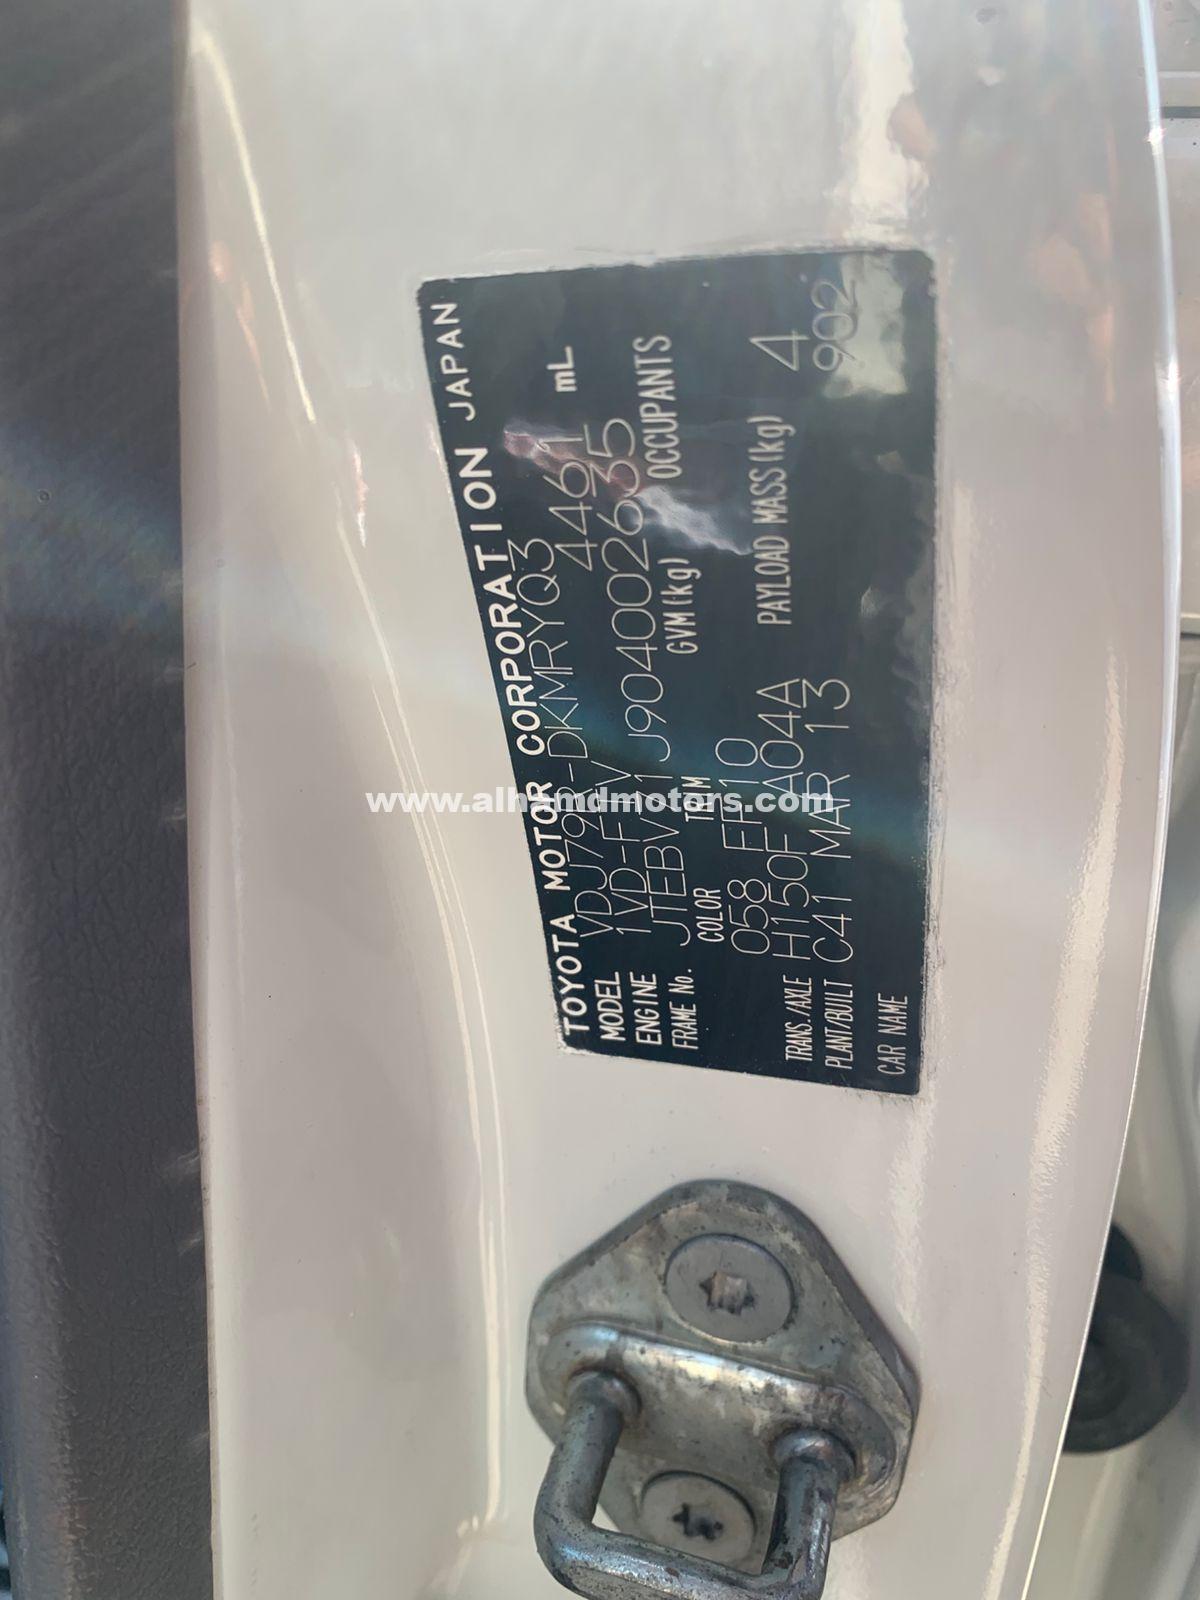 TOYOTA MOTOR CORPORATION JAPAN
MODEL VDJ79R-DKMRYQ3
ENGINE 1VD-FTV 4461 mL
FRAME No. JTEBV71J904002635
COLOR TRIM GVM(kg) OCCUPANTS
058 FP10 4
TRANS./AXLE H150F A04A PAYLOAD MASS(kg) 902
PLANT/BUILT C41 MAR 13
CAR NAME
www.alhamdmotors.com